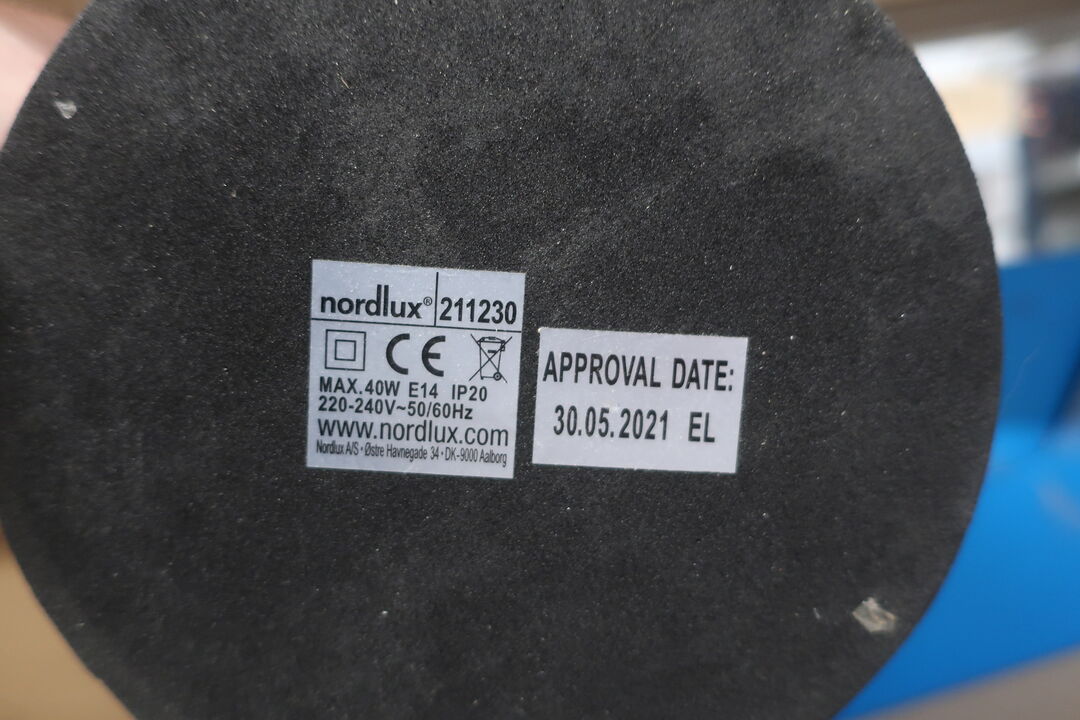 nordlux® 211230
CE
MAX.40W E14 IP20
220-240V~50/60Hz
www.nordlux.com
Nordlux A/S · Østre Havnegade 34 · DK-9000 Aalborg
APPROVAL DATE:
30.05.2021 EL